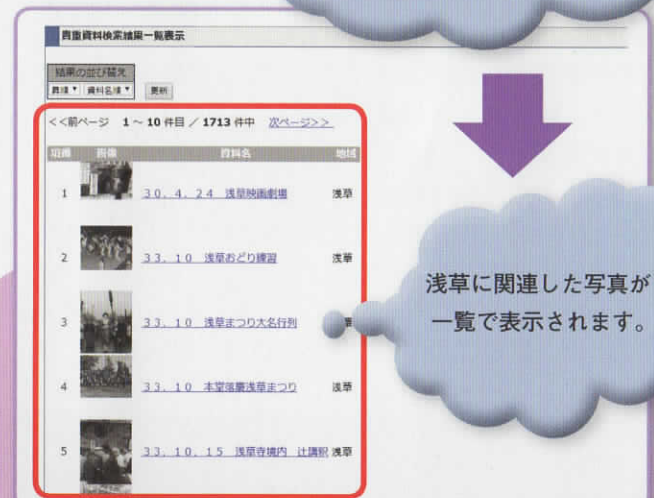 貴重資料検索結果一覧表示
結果の並び替え
昇順▼ 資料名順▼ 更新
<<前ページ 1～10件目／1713件中 次ページ>>
項番 画像 資料名 地域
1 30.4.24 浅草映画劇場 浅草
2 33.10 浅草おどり練習 浅草
3 33.10 浅草まつり大名行列
4 33.10 本堂落慶浅草まつり 浅草
5 33.10.15 浅草寺境内 辻講釈 浅草
浅草に関連した写真が
一覧で表示されます。